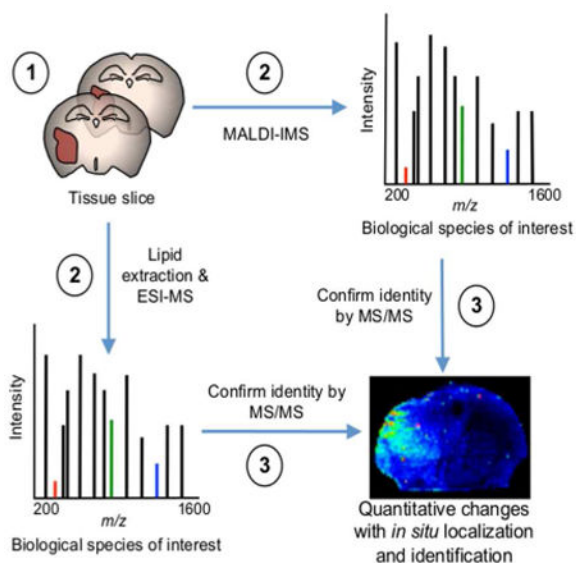 1
2
MALDI-IMS
Tissue slice
Intensity
200
1600
m/z
Biological species of interest
2
Lipid
extraction &
ESI-MS
Confirm identity
by MS/MS
3
Intensity
200
1600
m/z
Biological species of interest
Confirm identity by
MS/MS
3
Quantitative changes
with in situ localization
and identification